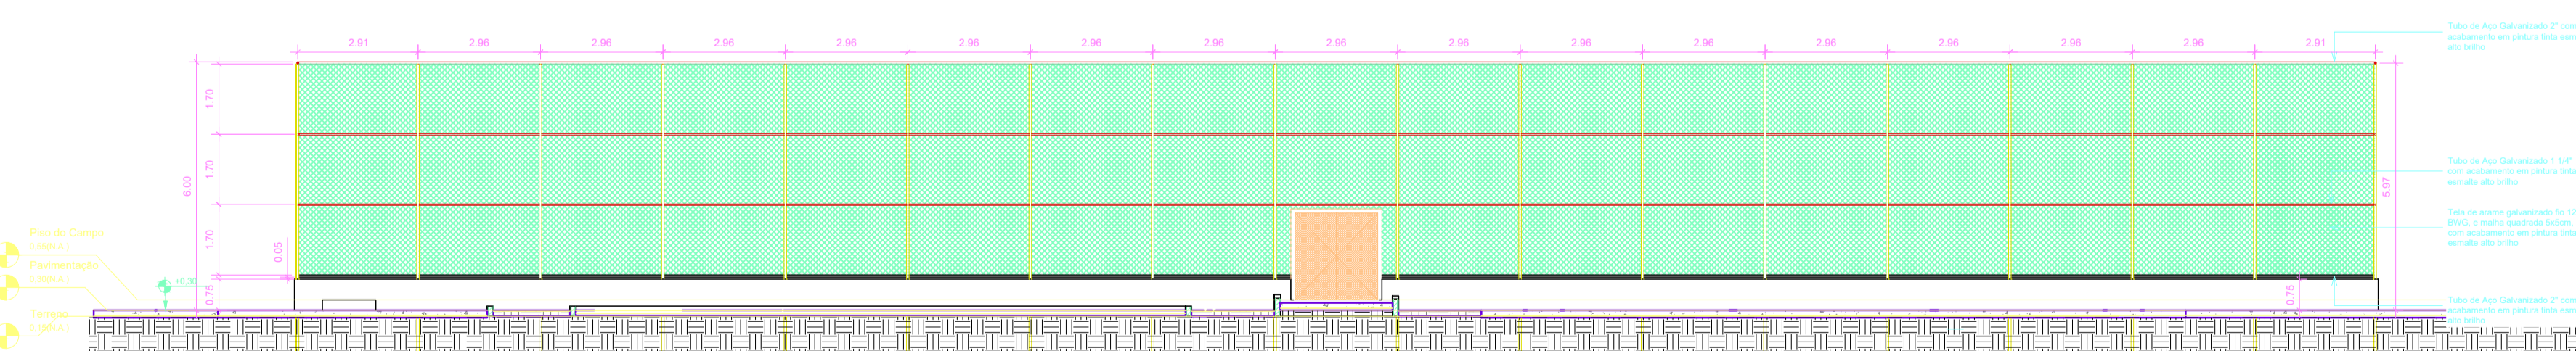 2.91 2.96 2.96 2.96 2.96 2.96 2.96 2.96 2.96 2.96 2.96 2.96 2.96 2.96 2.96 2.96 2.91
Tubo de Aço Galvanizado 2" com
acabamento em pintura tinta esm
alto brilho
1.70
1.70
6.00
5.97
Tubo de Aço Galvanizado 1 1/4"
com acabamento em pintura tinta
esmalte alto brilho
Tela de arame galvanizado fio 12
BWG, e malha quadrada 5x5cm,
com acabamento em pintura tinta
esmalte alto brilho
Piso do Campo
1.70
0.05
Pavimentação
+0.30
0.75
0.75
Terreno
Tubo de Aço Galvanizado 2" com
acabamento em pintura tinta esm
alto brilho